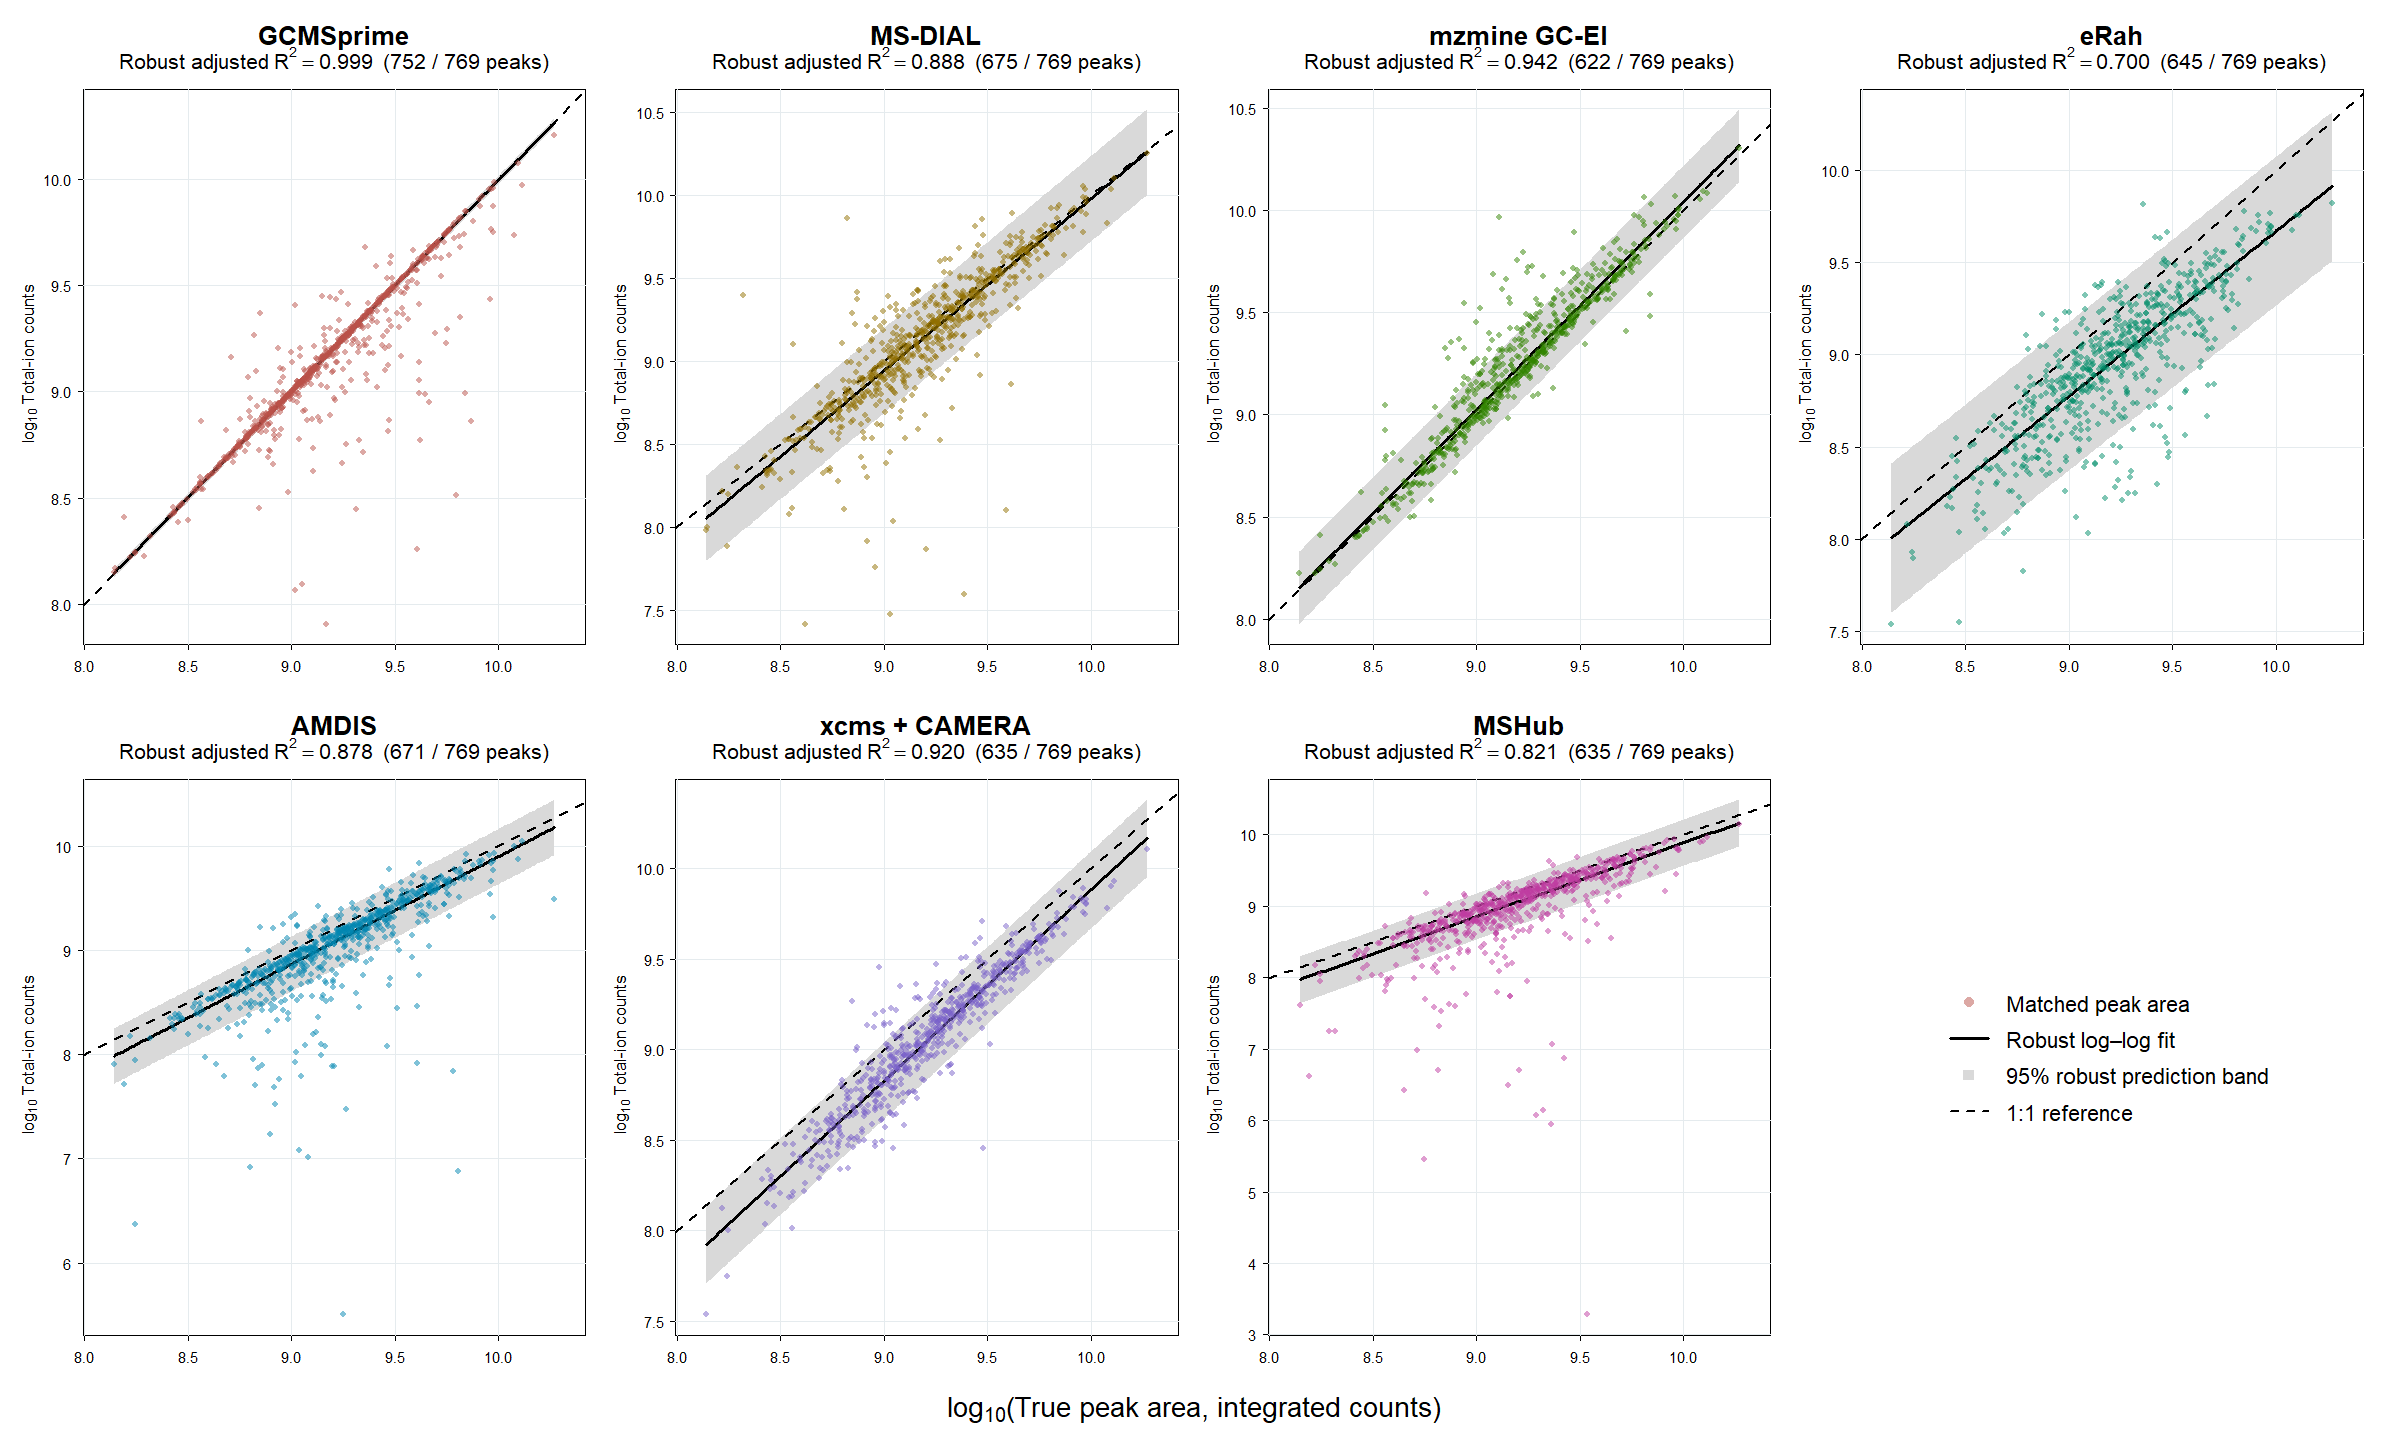 GCMSprime
Robust adjusted R² = 0.999 (752 / 769 peaks)
log₁₀ Total-ion counts
10.0
9.5
9.0
8.5
8.0
8.0 8.5 9.0 9.5 10.0
MS-DIAL
Robust adjusted R² = 0.888 (675 / 769 peaks)
log₁₀ Total-ion counts
10.5
10.0
9.5
9.0
8.5
8.0
7.5
8.0 8.5 9.0 9.5 10.0
mzmine GC-EI
Robust adjusted R² = 0.942 (622 / 769 peaks)
log₁₀ Total-ion counts
10.5
10.0
9.5
9.0
8.5
8.0
8.0 8.5 9.0 9.5 10.0
eRah
Robust adjusted R² = 0.700 (645 / 769 peaks)
log₁₀ Total-ion counts
10.0
9.5
9.0
8.5
8.0
7.5
8.0 8.5 9.0 9.5 10.0
AMDIS
Robust adjusted R² = 0.878 (671 / 769 peaks)
log₁₀ Total-ion counts
10
9
8
7
6
8.0 8.5 9.0 9.5 10.0
xcms + CAMERA
Robust adjusted R² = 0.920 (635 / 769 peaks)
log₁₀ Total-ion counts
10.0
9.5
9.0
8.5
8.0
7.5
8.0 8.5 9.0 9.5 10.0
MSHub
Robust adjusted R² = 0.821 (635 / 769 peaks)
log₁₀ Total-ion counts
10
9
8
7
6
5
4
3
8.0 8.5 9.0 9.5 10.0
Matched peak area
Robust log–log fit
95% robust prediction band
1:1 reference
log₁₀(True peak area, integrated counts)